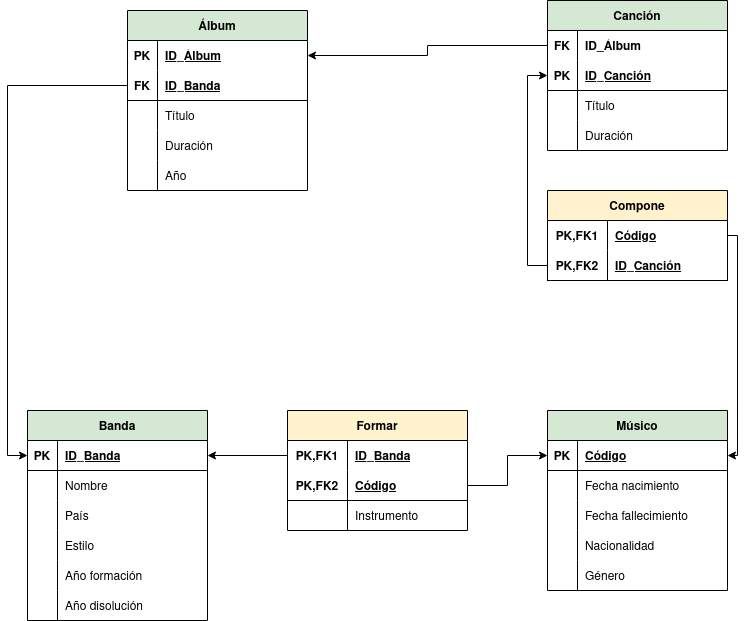 Álbum
PK ID_Álbum
FK ID_Banda
Título
Duración
Año
Canción
FK ID_Álbum
PK ID_Canción
Título
Duración
Compone
PK,FK1 Código
PK,FK2 ID_Canción
Banda
PK ID_Banda
Nombre
País
Estilo
Año formación
Año disolución
Formar
PK,FK1 ID_Banda
PK,FK2 Código
Instrumento
Músico
PK Código
Fecha nacimiento
Fecha fallecimiento
Nacionalidad
Género